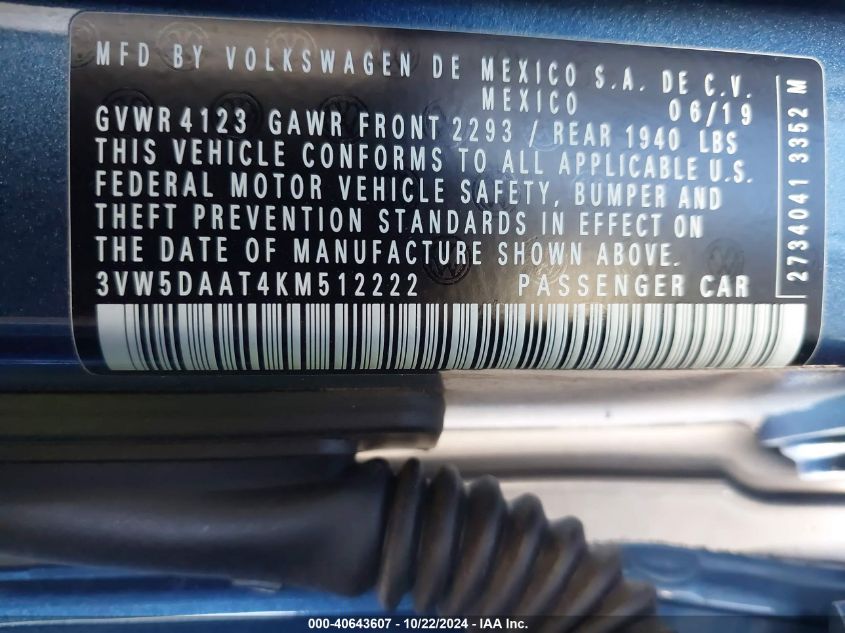 MFD BY VOLKSWAGEN DE MEXICO S.A. DE C.V.
MEXICO 06/19
GVWR 4123 GAWR FRONT 2293 / REAR 1940 LBS
THIS VEHICLE CONFORMS TO ALL APPLICABLE U.S.
FEDERAL MOTOR VEHICLE SAFETY, BUMPER AND
THEFT PREVENTION STANDARDS IN EFFECT ON
THE DATE OF MANUFACTURE SHOWN ABOVE.
3VW5DAAT4KM512222 PASSENGER CAR
2734041 3352 M
000-40643607 - 10/22/2024 - IAA Inc.